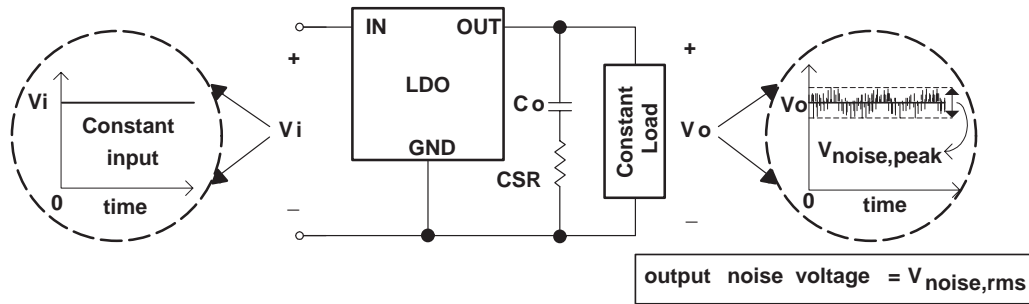 Vi
Constant
input
0
time
+
Vi
−
IN
OUT
LDO
GND
Co
CSR
Constant
Load
+
Vo
−
Vo
Vnoise,peak
0
time
output noise voltage = Vnoise,rms